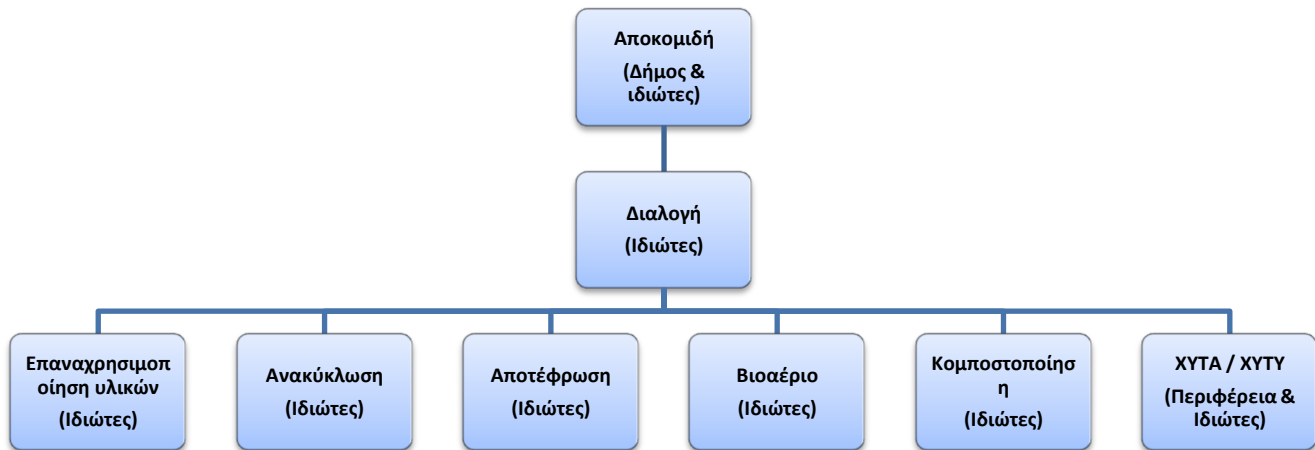 Αποκομιδή
(Δήμος &
ιδιώτες)
Διαλογή
(Ιδιώτες)
Επαναχρησιμοπ
οίηση υλικών
(Ιδιώτες)
Ανακύκλωση
(Ιδιώτες)
Αποτέφρωση
(Ιδιώτες)
Βιοαέριο
(Ιδιώτες)
Κομποστοποίησ
η
(Ιδιώτες)
ΧΥΤΑ / ΧΥΤΥ
(Περιφέρεια &
Ιδιώτες)